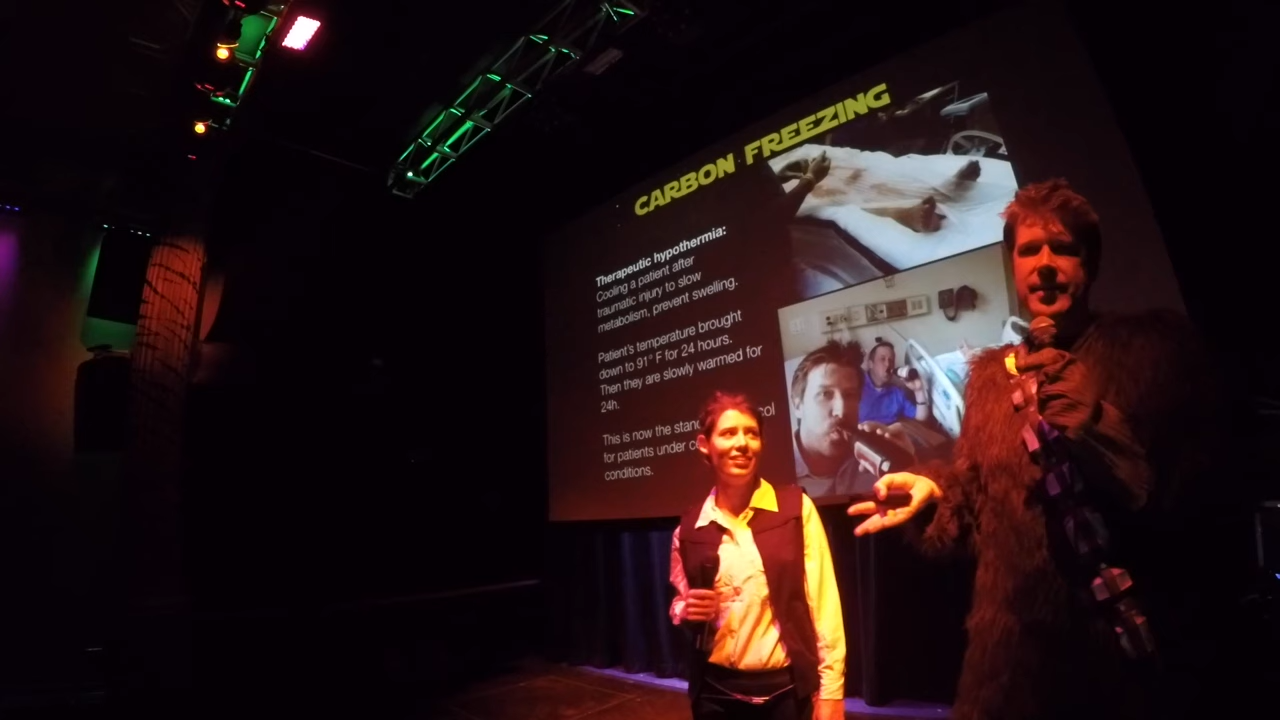 CARBON FREEZING
Therapeutic hypothermia:
Cooling a patient after
traumatic injury to slow
metabolism, prevent swelling.
Patient's temperature brought
down to 91° F for 24 hours.
Then they are slowly warmed for
24h.
This is now the
for patients under
conditions.